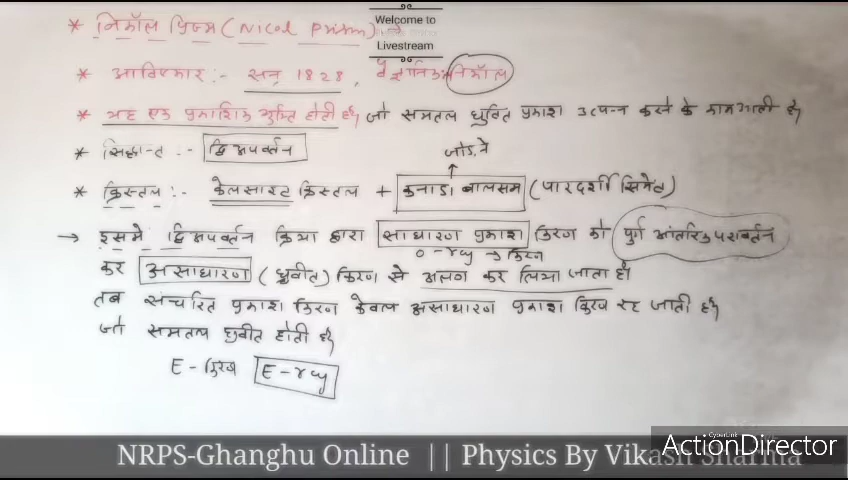 Welcome to
Livestream
* निकॉल प्रिज्म (Nicol Prism) →
* आविष्कार :- सन् 1828, वैज्ञानिक निकॉल
* यह एक प्रकाशिक युक्ति होती है, जो समतल ध्रुवित प्रकाश उत्पन्न करने के काम आती है,
* सिद्धान्त :- द्विअपवर्तन
जोड़ने
* क्रिस्टल :- केलसाइट क्रिस्टल + कनाडा बालसम (पारदर्शी सिमेंट)
→ इसमे द्विअपवर्तन क्रिया द्वारा साधारण प्रकाश किरण को पुर्ण आंतरिक परावर्तन
o-ray → किरण
कर असाधारण (ध्रुवीत) किरण से अलग कर लिया जाता है
तब संचरित प्रकाश किरण केवल असाधारण प्रकाश किरण रह जाती है,
जो समतल ध्रुवीत होती है,
E-किरण E-ray
CyberLink
ActionDirector
NRPS-Ghanghu Online || Physics By Vikash Sharma